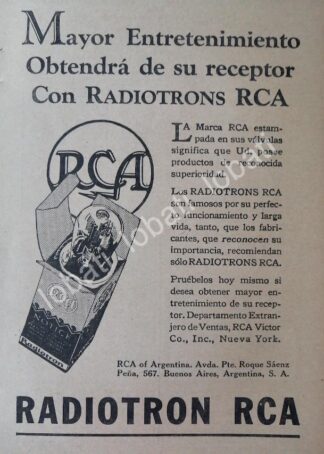 Mayor Entretenimiento
Obtendrá de su receptor
Con RADIOTRONS RCA
RCA
LA Marca RCA estam-
pada en sus válvulas
significa que Ud. posee
productos de reconocida
superioridad.
Los RADIOTRONS RCA
son famosos por su perfec-
to funcionamiento y larga
vida, tanto, que los fabri-
cantes, que reconocen su
importancia, recomiendan
sólo RADIOTRONS RCA.
Pruébelos hoy mismo si
desea obtener mayor en-
tretenimiento de su recep-
tor. Departamento Extran-
jero de Ventas, RCA Victor
Co., Inc., Nueva York.
Radiotron
RCA of Argentina. Avda. Pte. Roque Sáenz
Peña, 567. Buenos Aires, Argentina, S. A.
RADIOTRON RCA